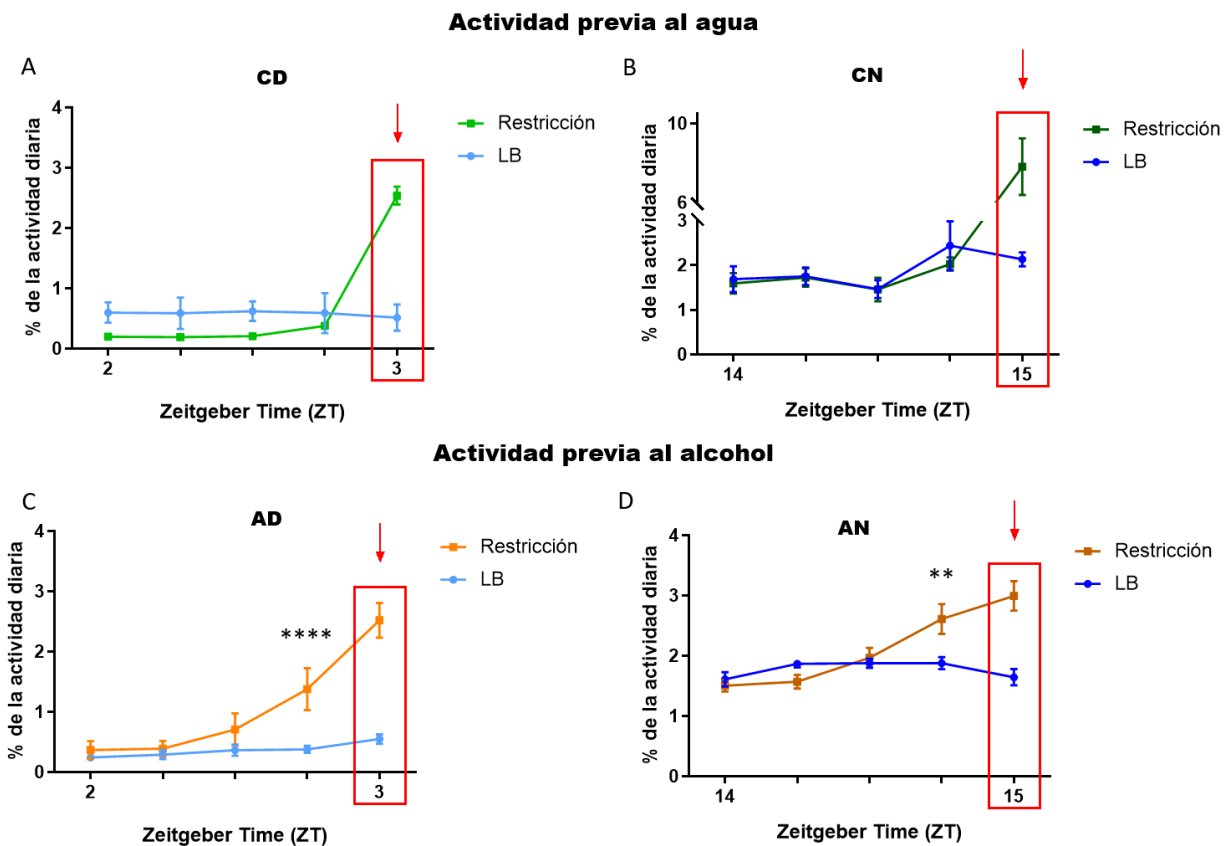 Actividad previa al agua
A
CD
% de la actividad diaria
4
3
2
1
0
2
3
Zeitgeber Time (ZT)
Restricción
LB
B
CN
% de la actividad diaria
10
6
3
2
1
0
14
15
Zeitgeber Time (ZT)
Restricción
LB
Actividad previa al alcohol
C
AD
% de la actividad diaria
4
3
2
1
0
****
2
3
Zeitgeber Time (ZT)
Restricción
LB
D
AN
% de la actividad diaria
4
3
2
1
0
**
14
15
Zeitgeber Time (ZT)
Restricción
LB